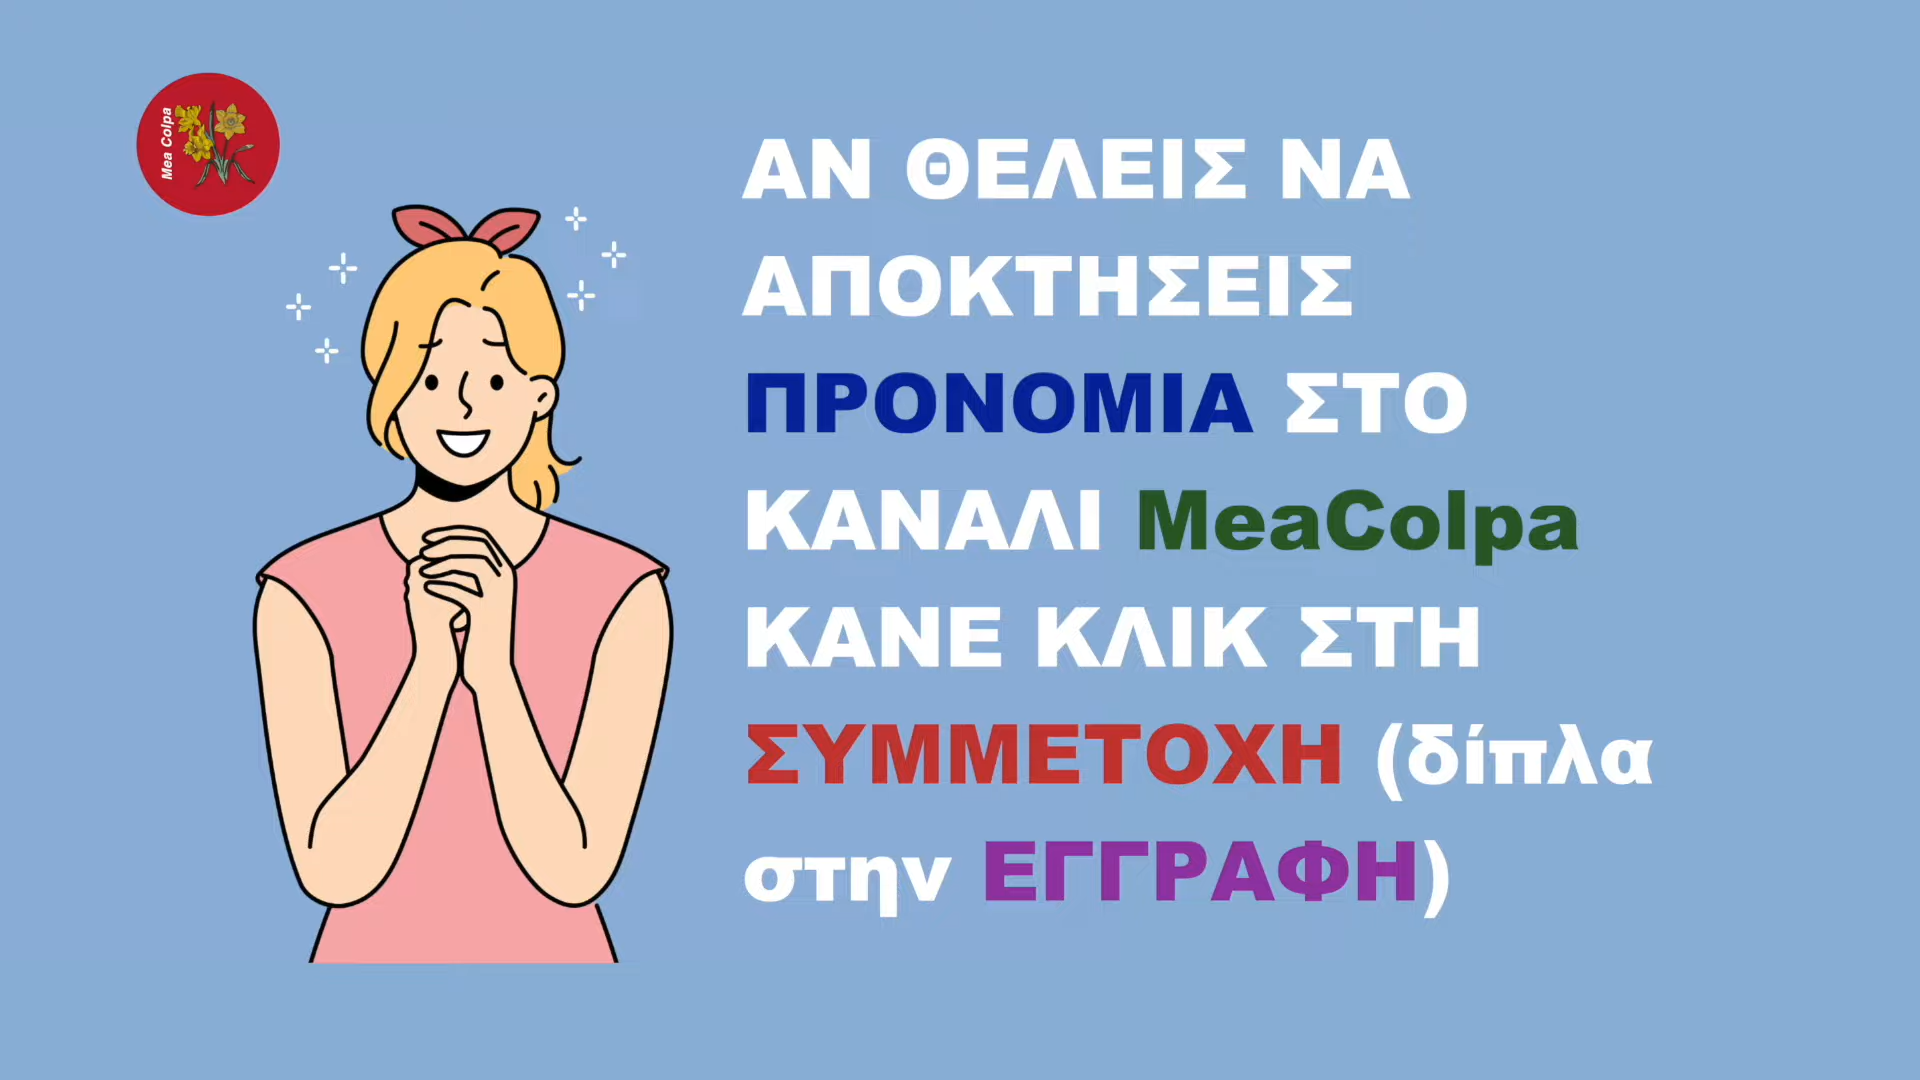 Mea Colpa
ΑΝ ΘΕΛΕΙΣ ΝΑ
ΑΠΟΚΤΗΣΕΙΣ
ΠΡΟΝΟΜΙΑ ΣΤΟ
ΚΑΝΑΛΙ MeaColpa
ΚΑΝΕ ΚΛΙΚ ΣΤΗ
ΣΥΜΜΕΤΟΧΗ (δίπλα
στην ΕΓΓΡΑΦΗ)